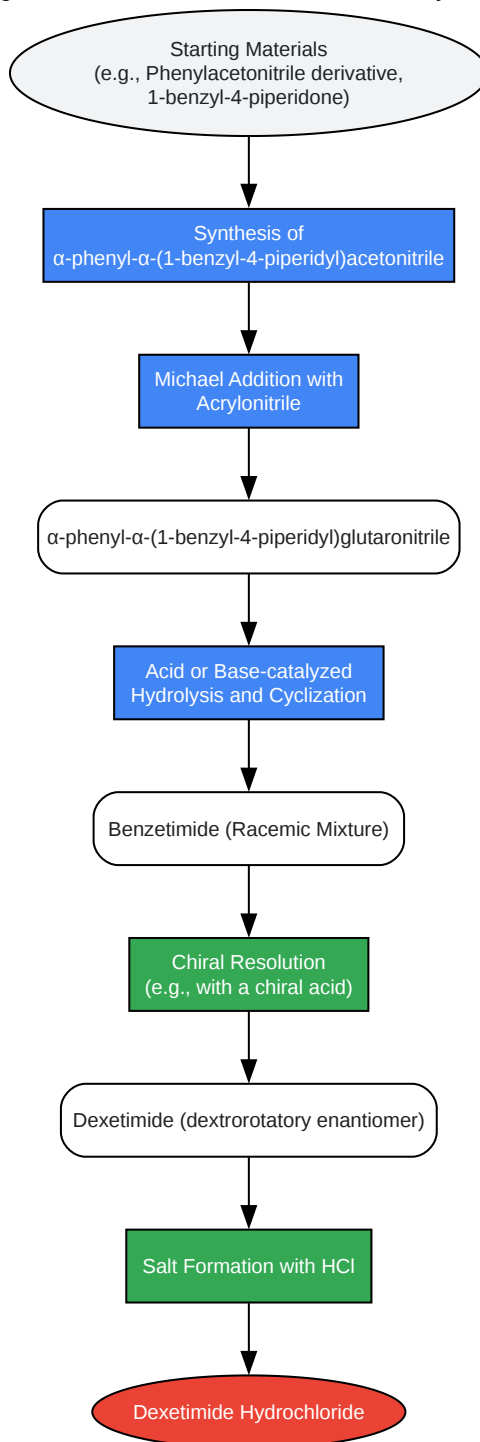 Starting Materials
(e.g., Phenylacetonitrile derivative,
1-benzyl-4-piperidone)
Synthesis of
α-phenyl-α-(1-benzyl-4-piperidyl)acetonitrile
Michael Addition with
Acrylonitrile
α-phenyl-α-(1-benzyl-4-piperidyl)glutaronitrile
Acid or Base-catalyzed
Hydrolysis and Cyclization
Benzetimide (Racemic Mixture)
Chiral Resolution
(e.g., with a chiral acid)
Dexetimide (dextrorotatory enantiomer)
Salt Formation with HCl
Dexetimide Hydrochloride